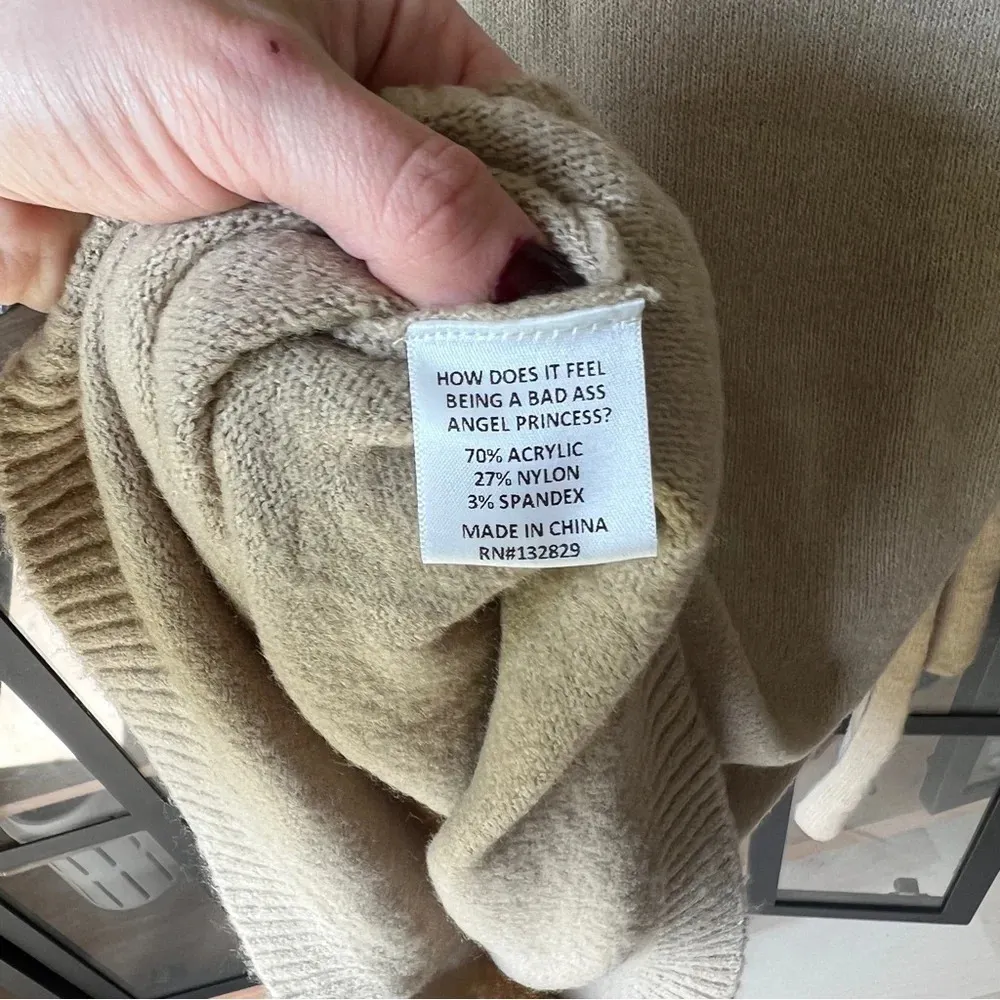 HOW DOES IT FEEL
BEING A BAD ASS
ANGEL PRINCESS?
70% ACRYLIC
27% NYLON
3% SPANDEX
MADE IN CHINA
RN#132829